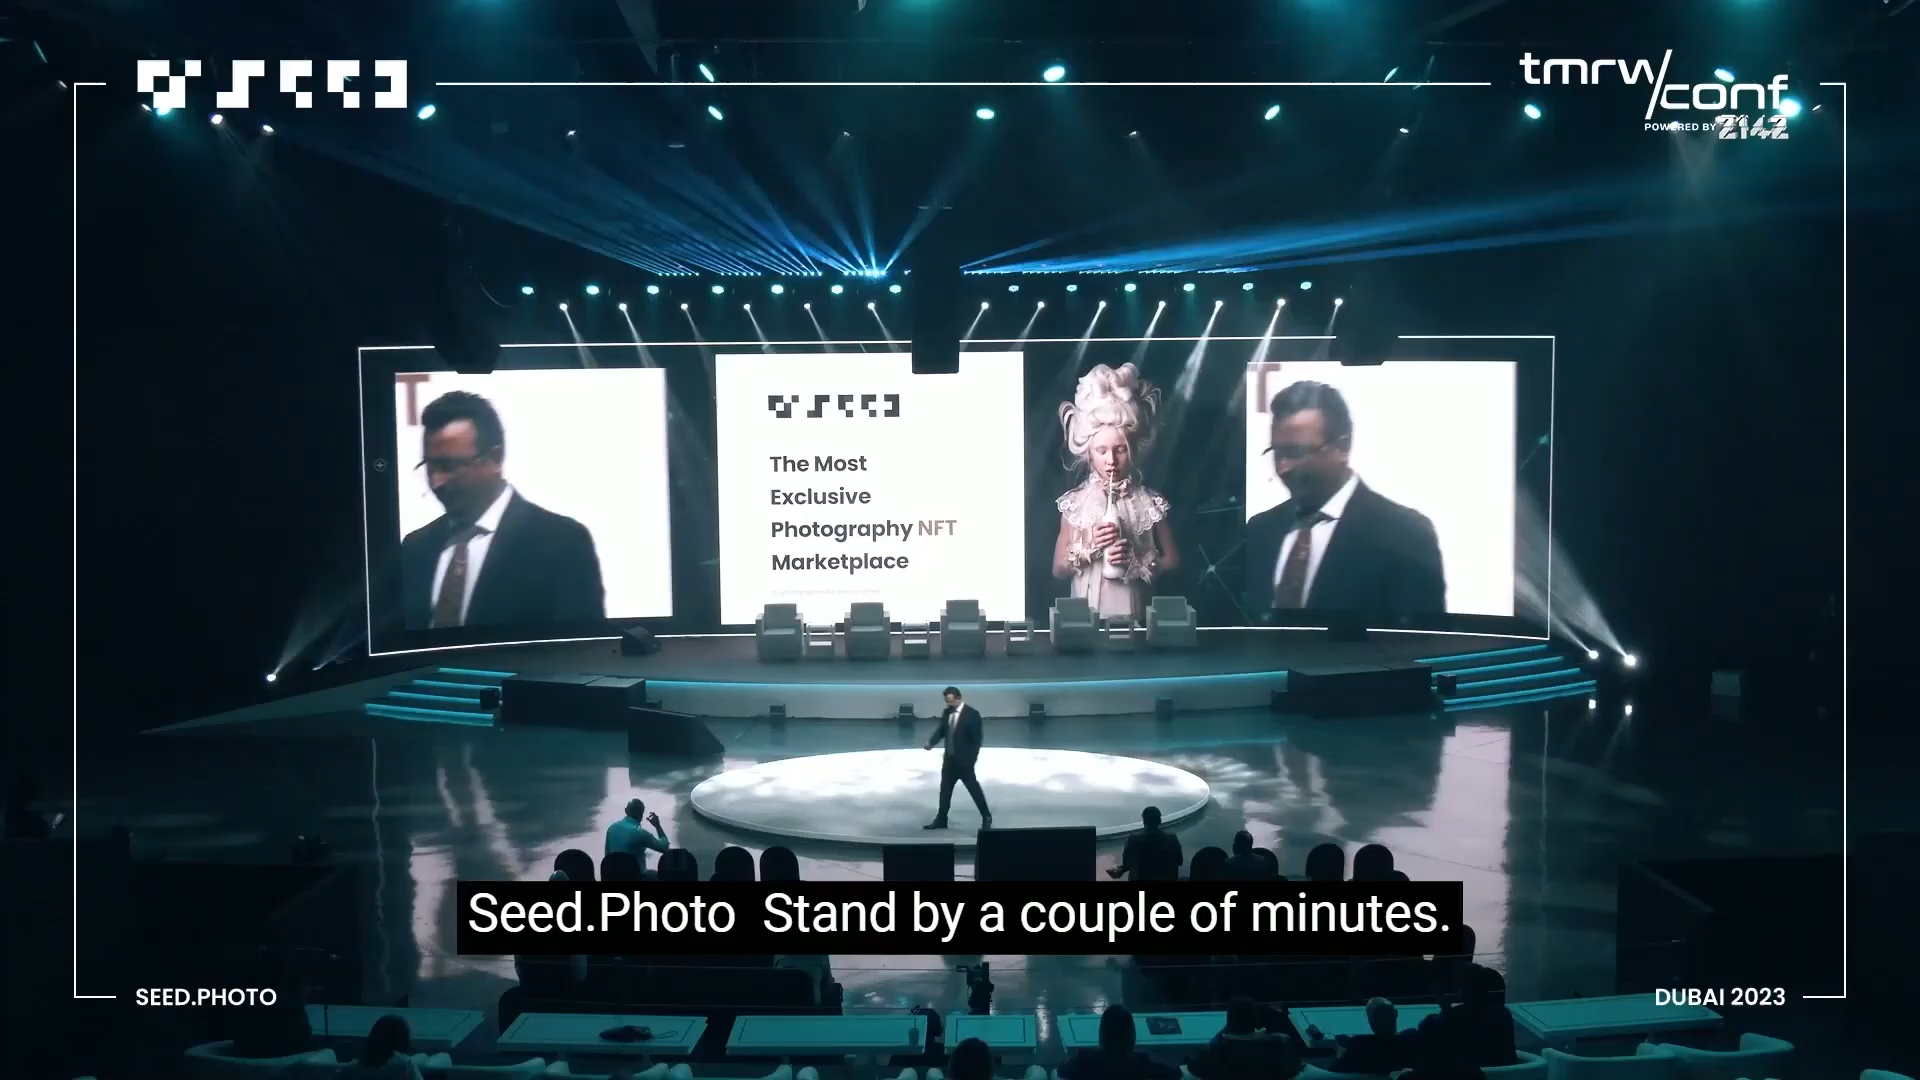 tmrw/conf
POWERED BY 2142
The Most
Exclusive
Photography NFT
Marketplace
Seed.Photo  Stand by a couple of minutes.
SEED.PHOTO
DUBAI 2023